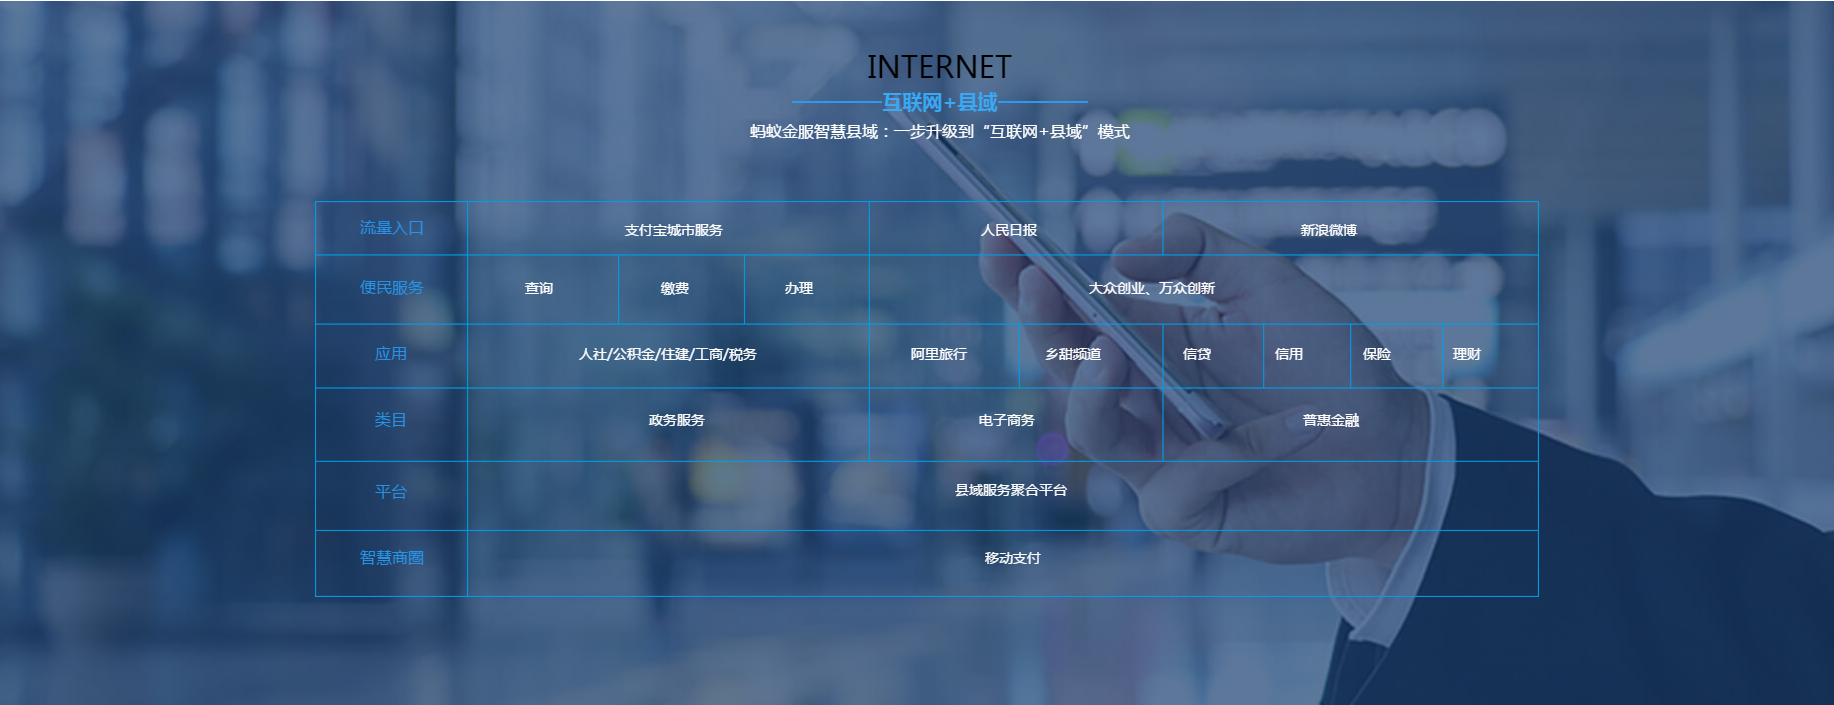 INTERNET
互联网+县域
蚂蚁金服智慧县域：一步升级到“互联网+县域”模式
流量入口 支付宝城市服务 人民日报 新浪微博
便民服务 查询 缴费 办理 大众创业、万众创新
应用 人社/公积金/住建/工商/税务 阿里旅行 乡甜频道 信贷 信用 保险 理财
类目 政务服务 电子商务 普惠金融
平台 县域服务聚合平台
智慧商圈 移动支付